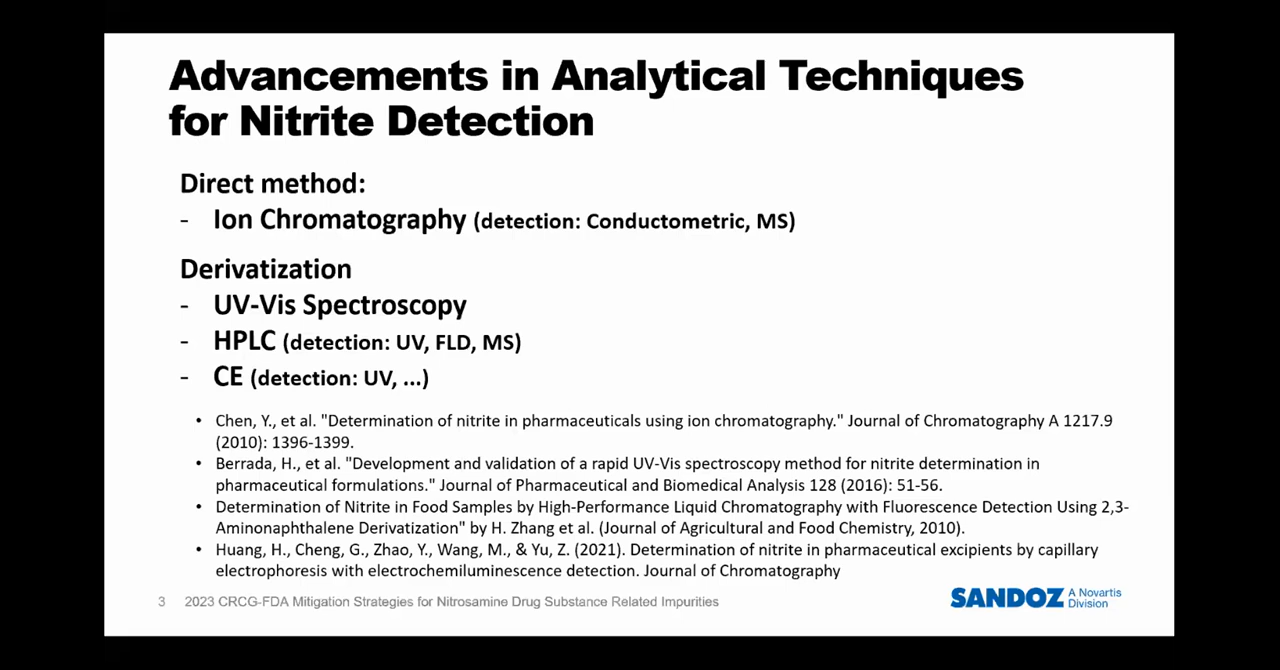 Advancements in Analytical Techniques
for Nitrite Detection
Direct method:
- Ion Chromatography (detection: Conductometric, MS)
Derivatization
- UV-Vis Spectroscopy
- HPLC (detection: UV, FLD, MS)
- CE (detection: UV, ...)
• Chen, Y., et al. "Determination of nitrite in pharmaceuticals using ion chromatography." Journal of Chromatography A 1217.9
(2010): 1396-1399.
• Berrada, H., et al. "Development and validation of a rapid UV-Vis spectroscopy method for nitrite determination in
pharmaceutical formulations." Journal of Pharmaceutical and Biomedical Analysis 128 (2016): 51-56.
• Determination of Nitrite in Food Samples by High-Performance Liquid Chromatography with Fluorescence Detection Using 2,3-
Aminonaphthalene Derivatization" by H. Zhang et al. (Journal of Agricultural and Food Chemistry, 2010).
• Huang, H., Cheng, G., Zhao, Y., Wang, M., & Yu, Z. (2021). Determination of nitrite in pharmaceutical excipients by capillary
electrophoresis with electrochemiluminescence detection. Journal of Chromatography
3 2023 CRCG-FDA Mitigation Strategies for Nitrosamine Drug Substance Related Impurities
SANDOZ A Novartis
Division